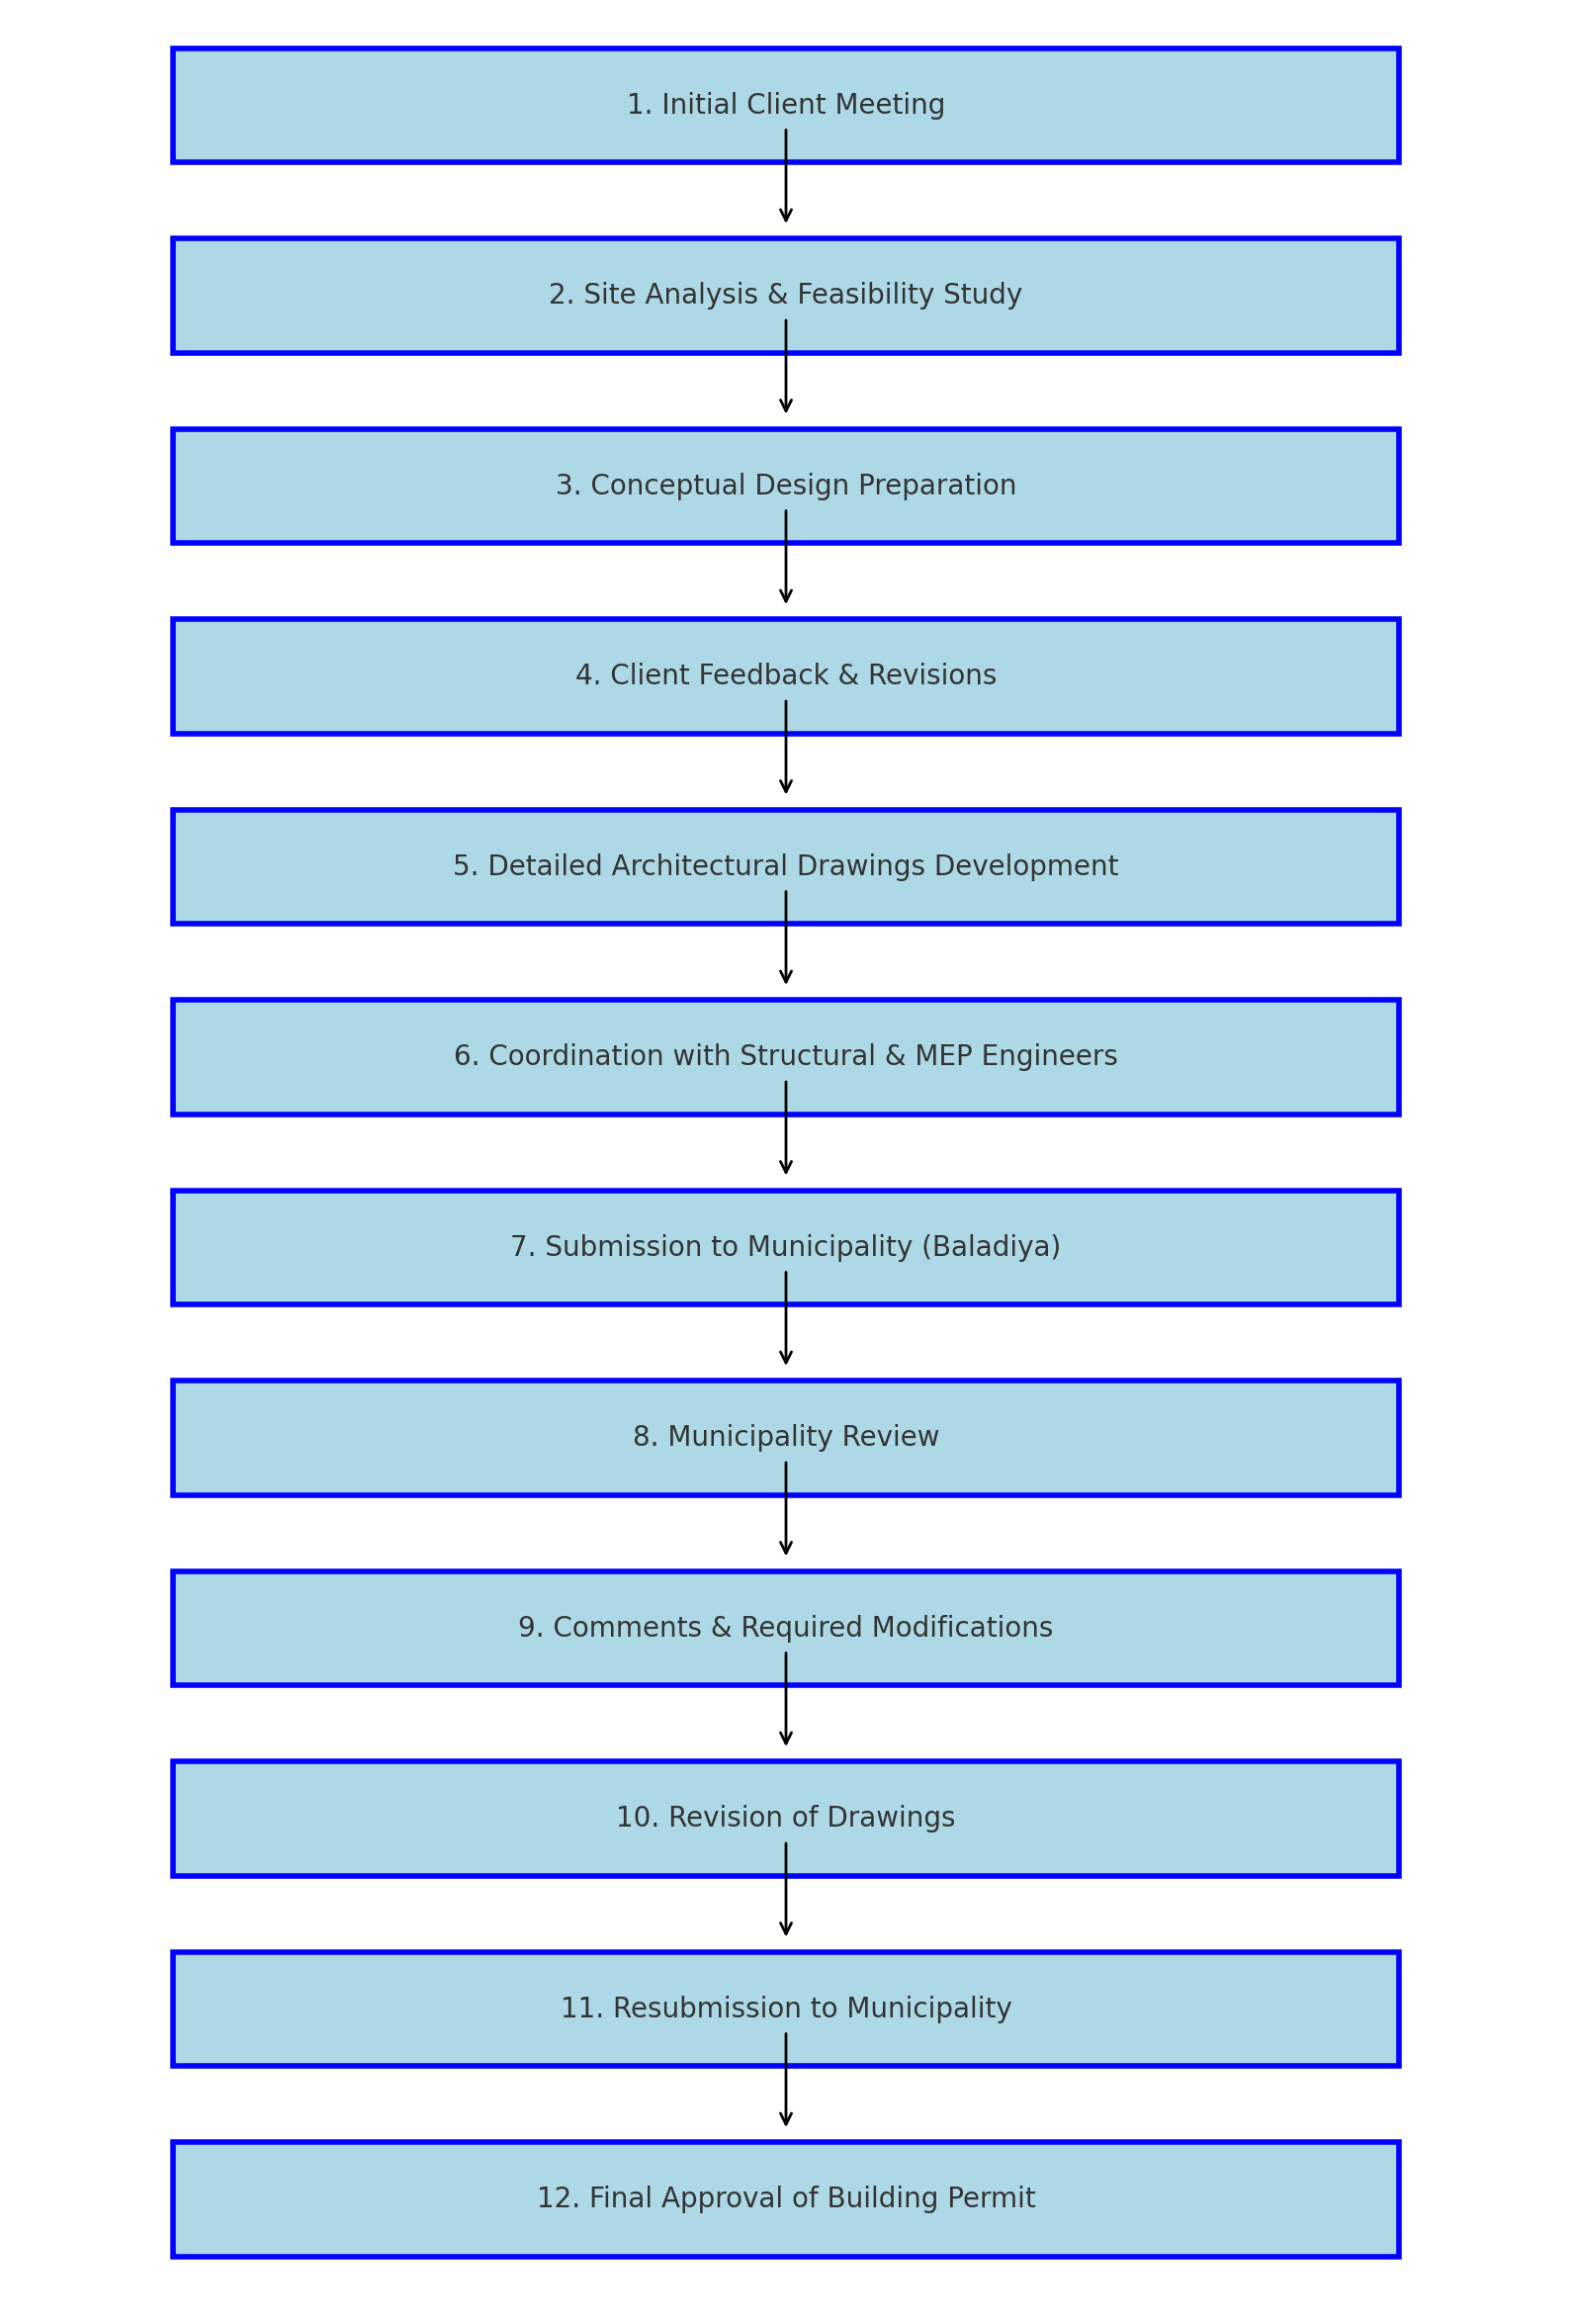 1. Initial Client Meeting
2. Site Analysis & Feasibility Study
3. Conceptual Design Preparation
4. Client Feedback & Revisions
5. Detailed Architectural Drawings Development
6. Coordination with Structural & MEP Engineers
7. Submission to Municipality (Baladiya)
8. Municipality Review
9. Comments & Required Modifications
10. Revision of Drawings
11. Resubmission to Municipality
12. Final Approval of Building Permit